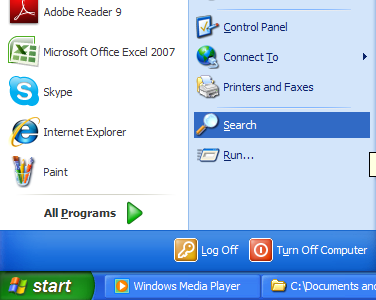 Adobe Reader 9
Microsoft Office Excel 2007
Skype
Internet Explorer
Paint
All Programs
Control Panel
Connect To
Printers and Faxes
Search
Run...
Log Off
Turn Off Computer
start
Windows Media Player
C:\Documents and